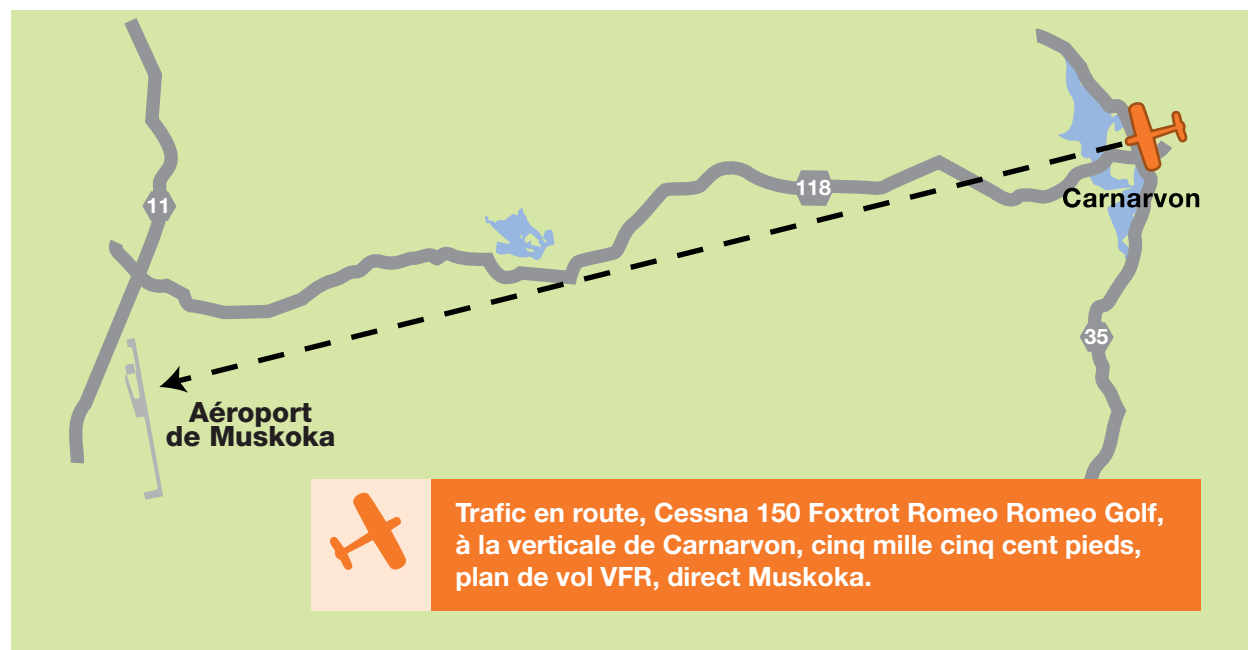 11
118
Carnarvon
35
Aéroport
de Muskoka
Trafic en route, Cessna 150 Foxtrot Romeo Romeo Golf,
à la verticale de Carnarvon, cinq mille cinq cent pieds,
plan de vol VFR, direct Muskoka.